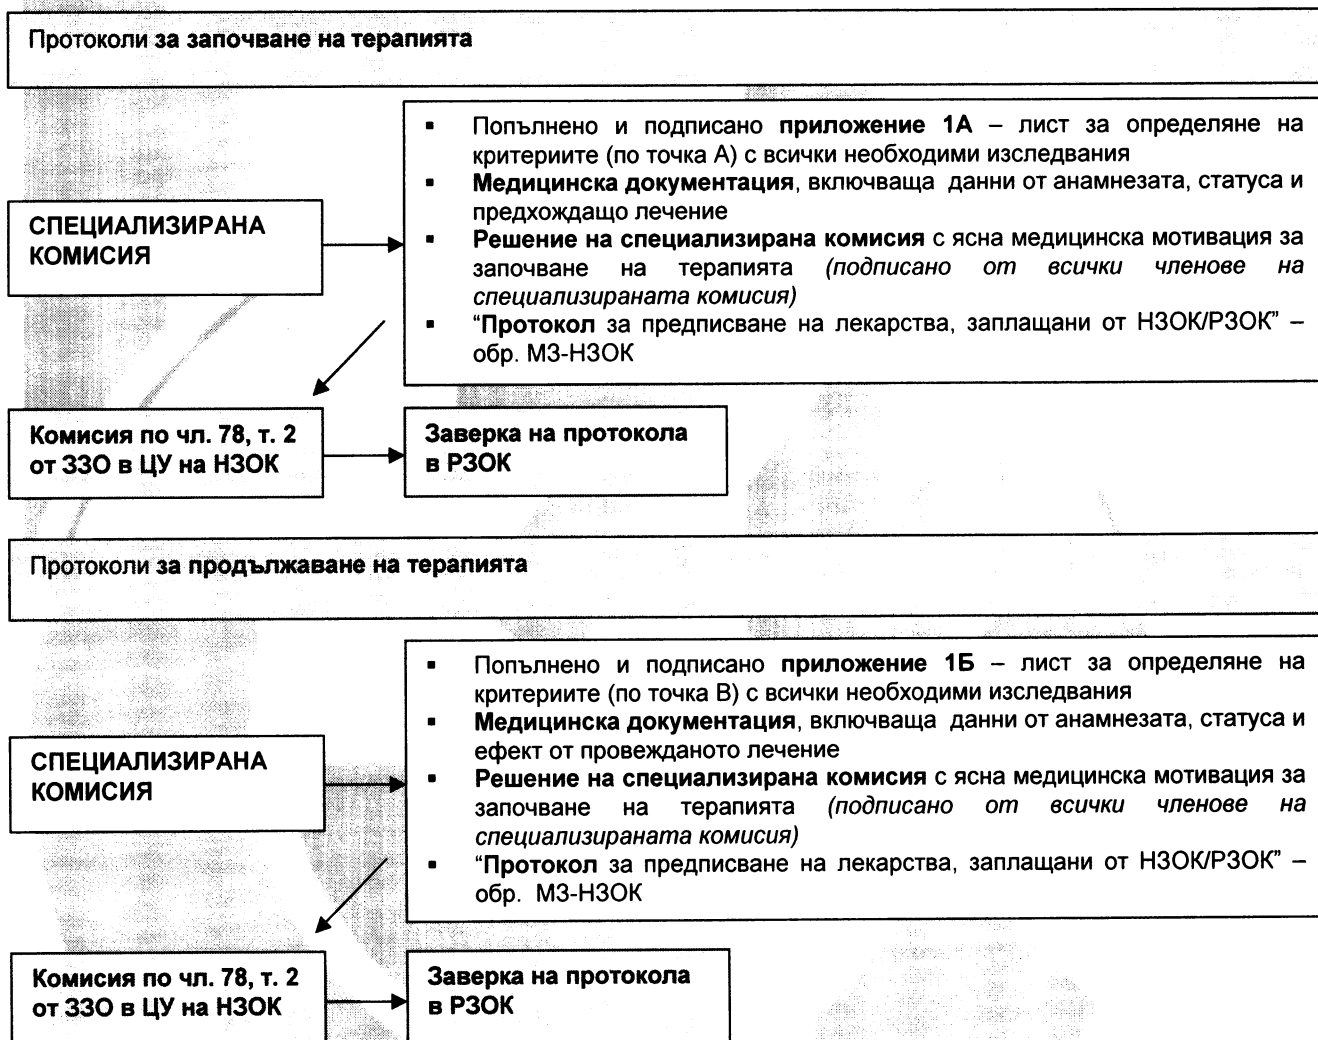 Протоколи за започване на терапията
▪ Попълнено и подписано приложение 1А – лист за определяне на
критериите (по точка А) с всички необходими изследвания
▪ Медицинска документация, включваща данни от анамнезата, статуса и
предхождащо лечение
▪ Решение на специализирана комисия с ясна медицинска мотивация за
започване на терапията (подписано от всички членове на
специализираната комисия)
▪ “Протокол за предписване на лекарства, заплащани от НЗОК/РЗОК” –
обр. МЗ-НЗОК
СПЕЦИАЛИЗИРАНА
КОМИСИЯ
Комисия по чл. 78, т. 2
от ЗЗО в ЦУ на НЗОК
Заверка на протокола
в РЗОК
Протоколи за продължаване на терапията
▪ Попълнено и подписано приложение 1Б – лист за определяне на
критериите (по точка В) с всички необходими изследвания
▪ Медицинска документация, включваща данни от анамнезата, статуса и
ефект от провежданото лечение
▪ Решение на специализирана комисия с ясна медицинска мотивация за
започване на терапията (подписано от всички членове на
специализираната комисия)
▪ “Протокол за предписване на лекарства, заплащани от НЗОК/РЗОК” –
обр. МЗ-НЗОК
СПЕЦИАЛИЗИРАНА
КОМИСИЯ
Комисия по чл. 78, т. 2
от ЗЗО в ЦУ на НЗОК
Заверка на протокола
в РЗОК